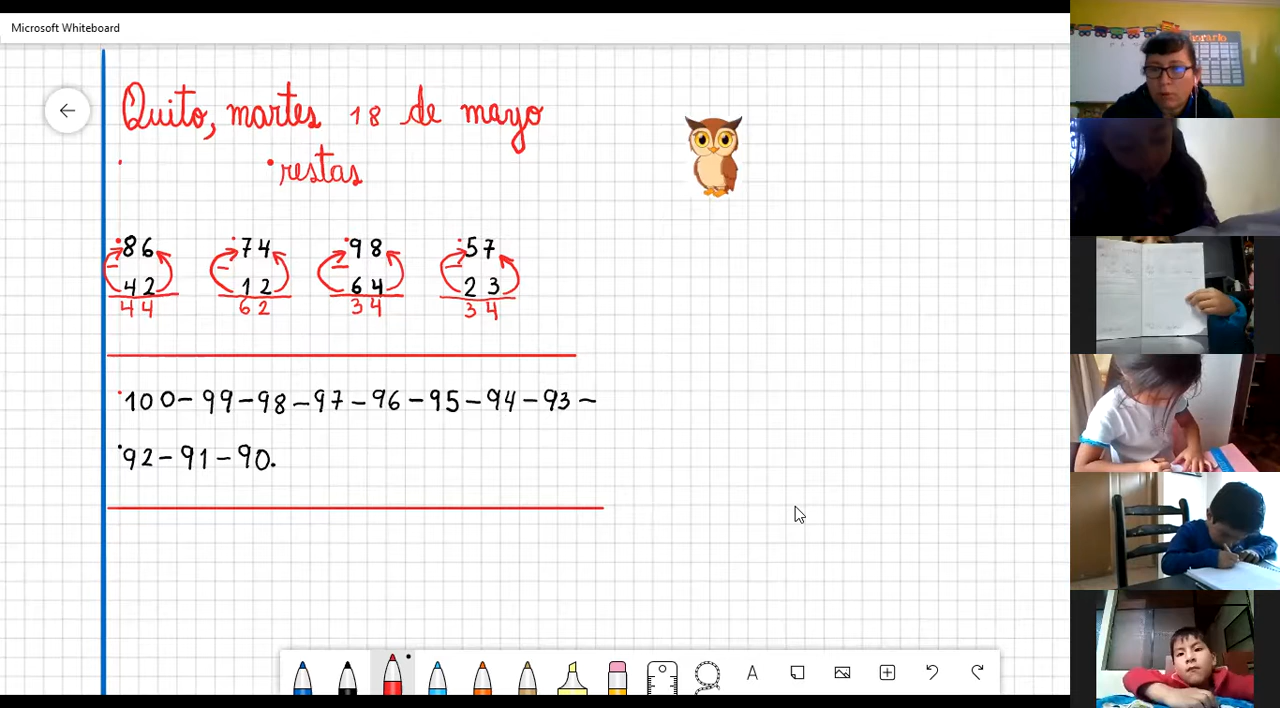 Microsoft Whiteboard
Quito, martes 18 de mayo
restas
horario
86 74 98 57
- - - -
42 12 64 23
44 62 34 34
100-99-98-97-96-95-94-93-
92-91-90.
A